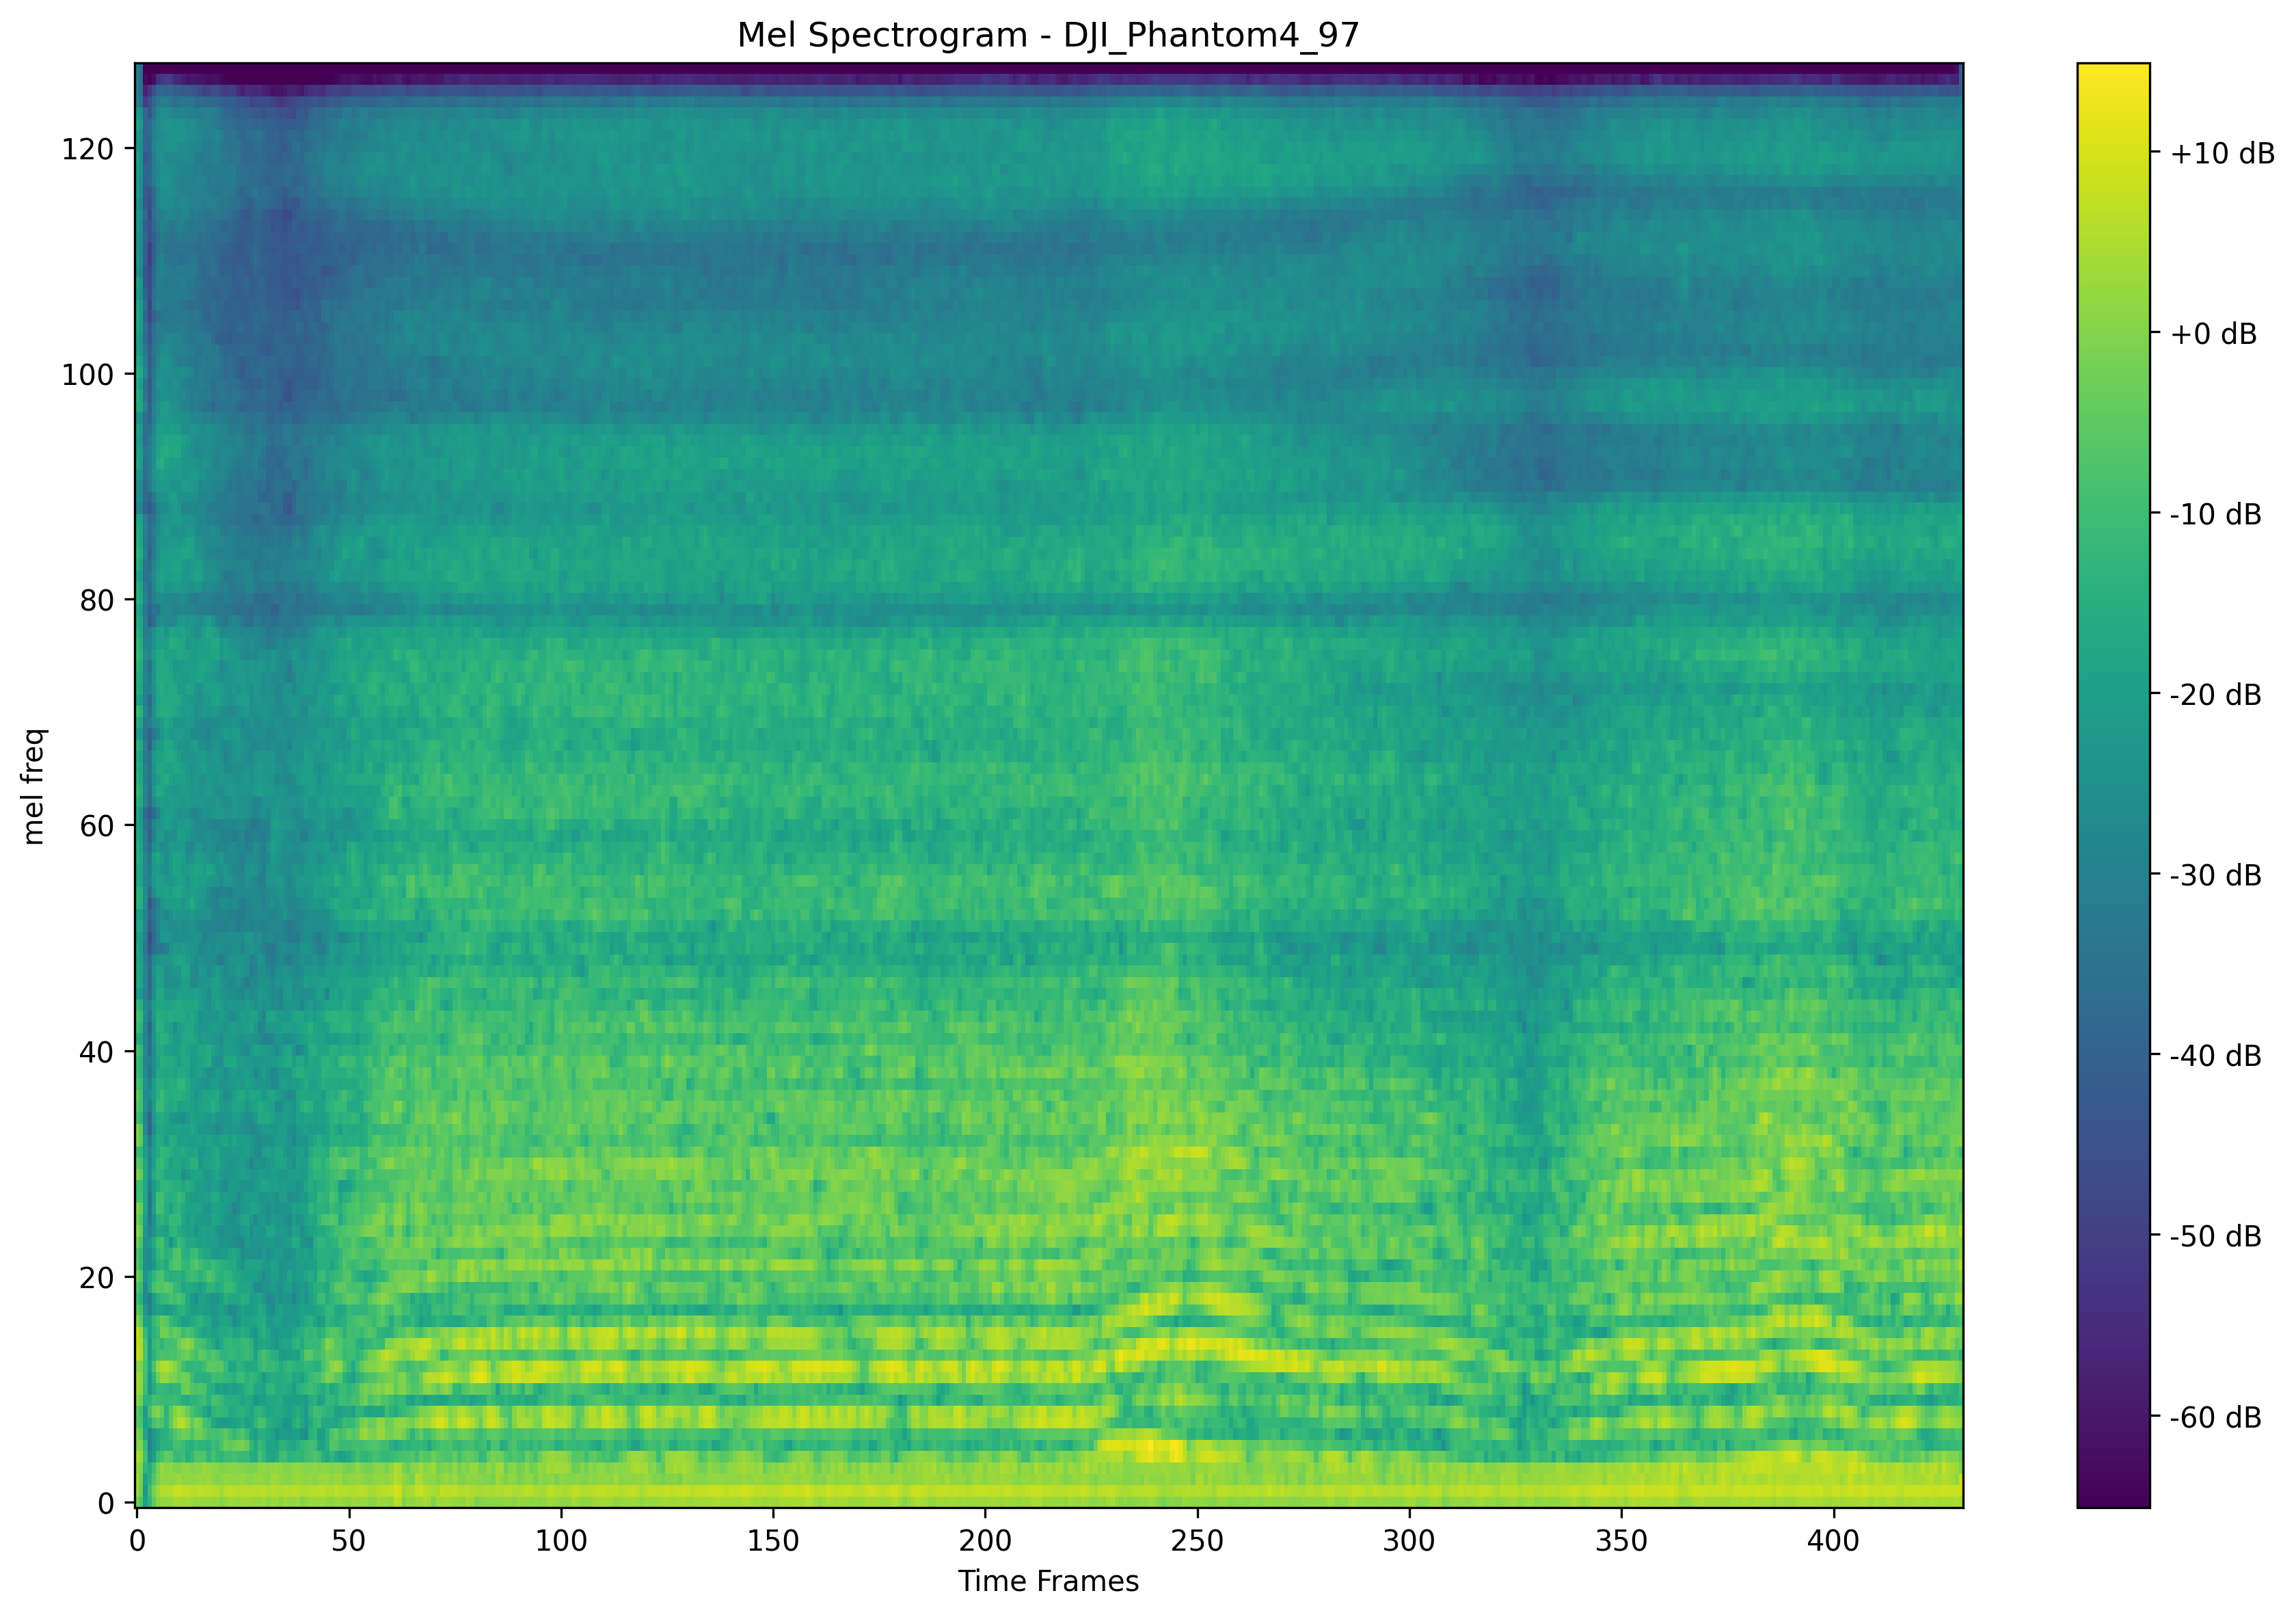 Mel Spectrogram - DJI_Phantom4_97
mel freq
120
100
80
60
40
20
0
0 50 100 150 200 250 300 350 400
Time Frames
+10 dB
+0 dB
-10 dB
-20 dB
-30 dB
-40 dB
-50 dB
-60 dB